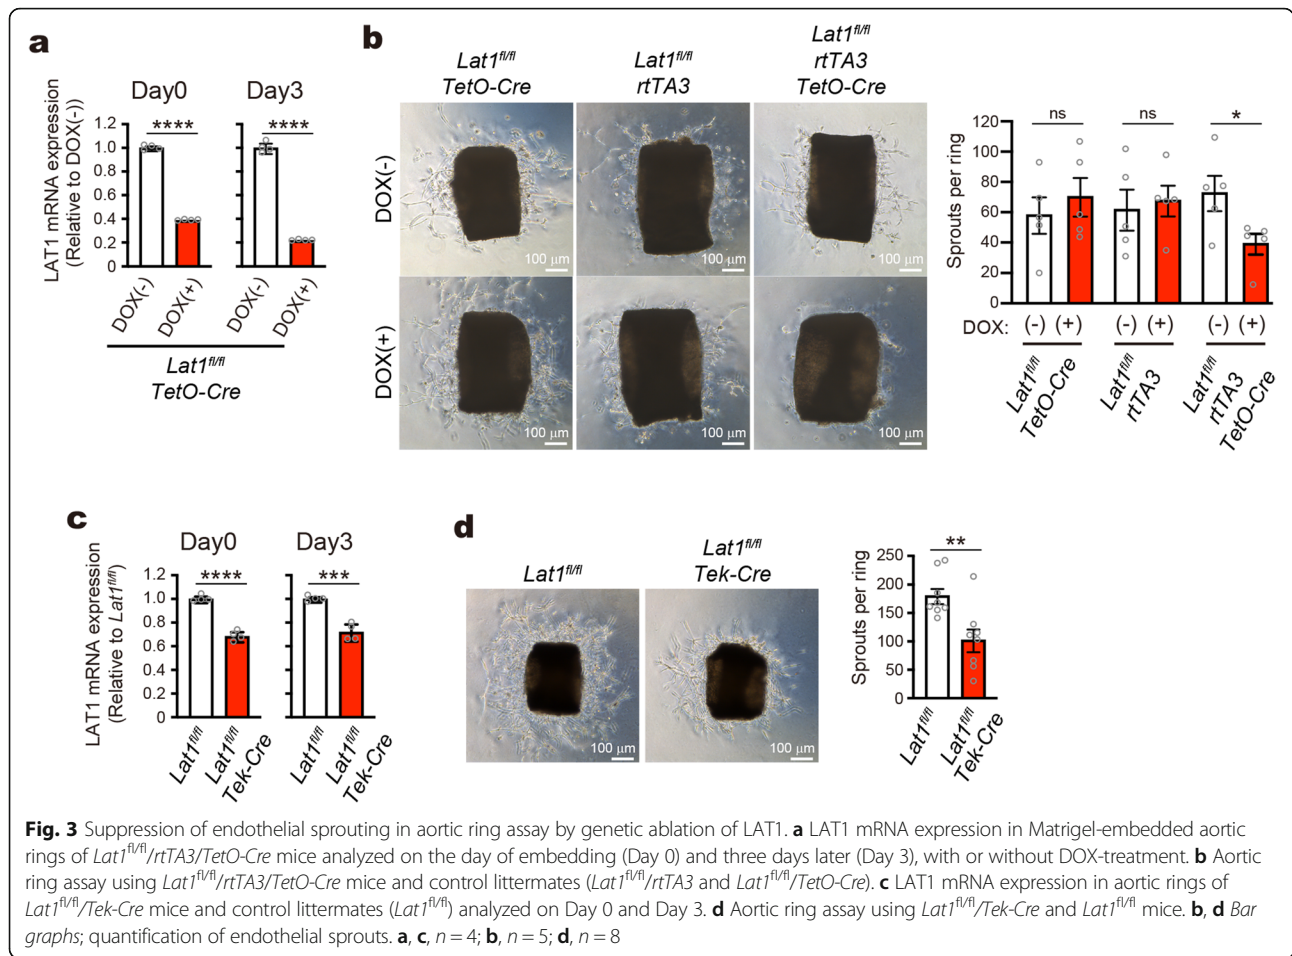 a
Day0
Day3
LAT1 mRNA expression
(Relative to DOX(-))
1.2
1.0
0.8
0.6
0.4
0.2
0
****
****
DOX(-)
DOX(+)
DOX(-)
DOX(+)
Lat1fl/fl
TetO-Cre
b
Lat1fl/fl
TetO-Cre
Lat1fl/fl
rtTA3
Lat1fl/fl
rtTA3
TetO-Cre
DOX(-)
100 μm
100 μm
100 μm
DOX(+)
100 μm
100 μm
100 μm
Sprouts per ring
120
100
80
60
40
20
0
ns
ns
*
DOX: (-) (+) (-) (+) (-) (+)
Lat1fl/fl
TetO-Cre
Lat1fl/fl
rtTA3
Lat1fl/fl
rtTA3
TetO-Cre
c
Day0
Day3
LAT1 mRNA expression
(Relative to Lat1fl/fl)
1.2
1.0
0.8
0.6
0.4
0.2
0
****
***
Lat1fl/fl
Lat1fl/fl
Tek-Cre
Lat1fl/fl
Lat1fl/fl
Tek-Cre
d
Lat1fl/fl
Lat1fl/fl
Tek-Cre
100 μm
100 μm
Sprouts per ring
250
200
150
100
50
0
**
Lat1fl/fl
Lat1fl/fl
Tek-Cre
Fig. 3 Suppression of endothelial sprouting in aortic ring assay by genetic ablation of LAT1. a LAT1 mRNA expression in Matrigel-embedded aortic
rings of Lat1fl/fl/rtTA3/TetO-Cre mice analyzed on the day of embedding (Day 0) and three days later (Day 3), with or without DOX-treatment. b Aortic
ring assay using Lat1fl/fl/rtTA3/TetO-Cre mice and control littermates (Lat1fl/fl/rtTA3 and Lat1fl/fl/TetO-Cre). c LAT1 mRNA expression in aortic rings of
Lat1fl/fl/Tek-Cre mice and control littermates (Lat1fl/fl) analyzed on Day 0 and Day 3. d Aortic ring assay using Lat1fl/fl/Tek-Cre and Lat1fl/fl mice. b, d Bar
graphs; quantification of endothelial sprouts. a, c, n = 4; b, n = 5; d, n = 8